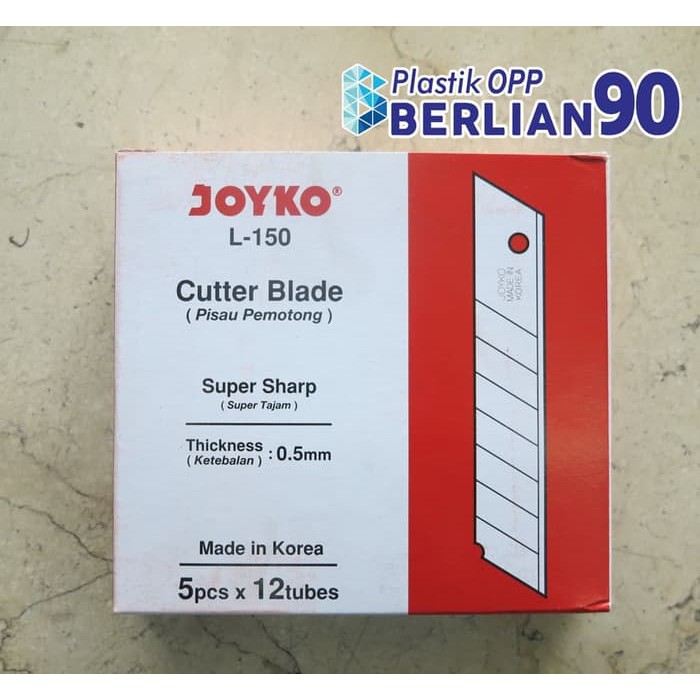 Plastik OPP
BERLIAN90
JOYKO®
L-150
Cutter Blade
( Pisau Pemotong )
Super Sharp
( Super Tajam )
Thickness : 0.5mm
( Ketebalan )
Made in Korea
5pcs x 12tubes
JOYKO
MADE IN
KOREA